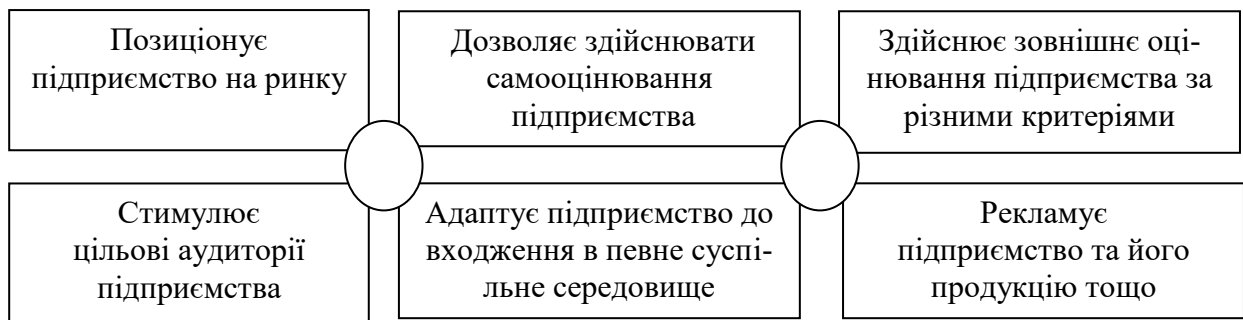 Позиціонує
підприємство на ринку
Дозволяє здійснювати
самооцінювання
підприємства
Здійснює зовнішнє оці-
нювання підприємства за
різними критеріями
Стимулює
цільові аудиторії
підприємства
Адаптує підприємство до
входження в певне суспі-
льне середовище
Рекламує
підприємство та його
продукцію тощо